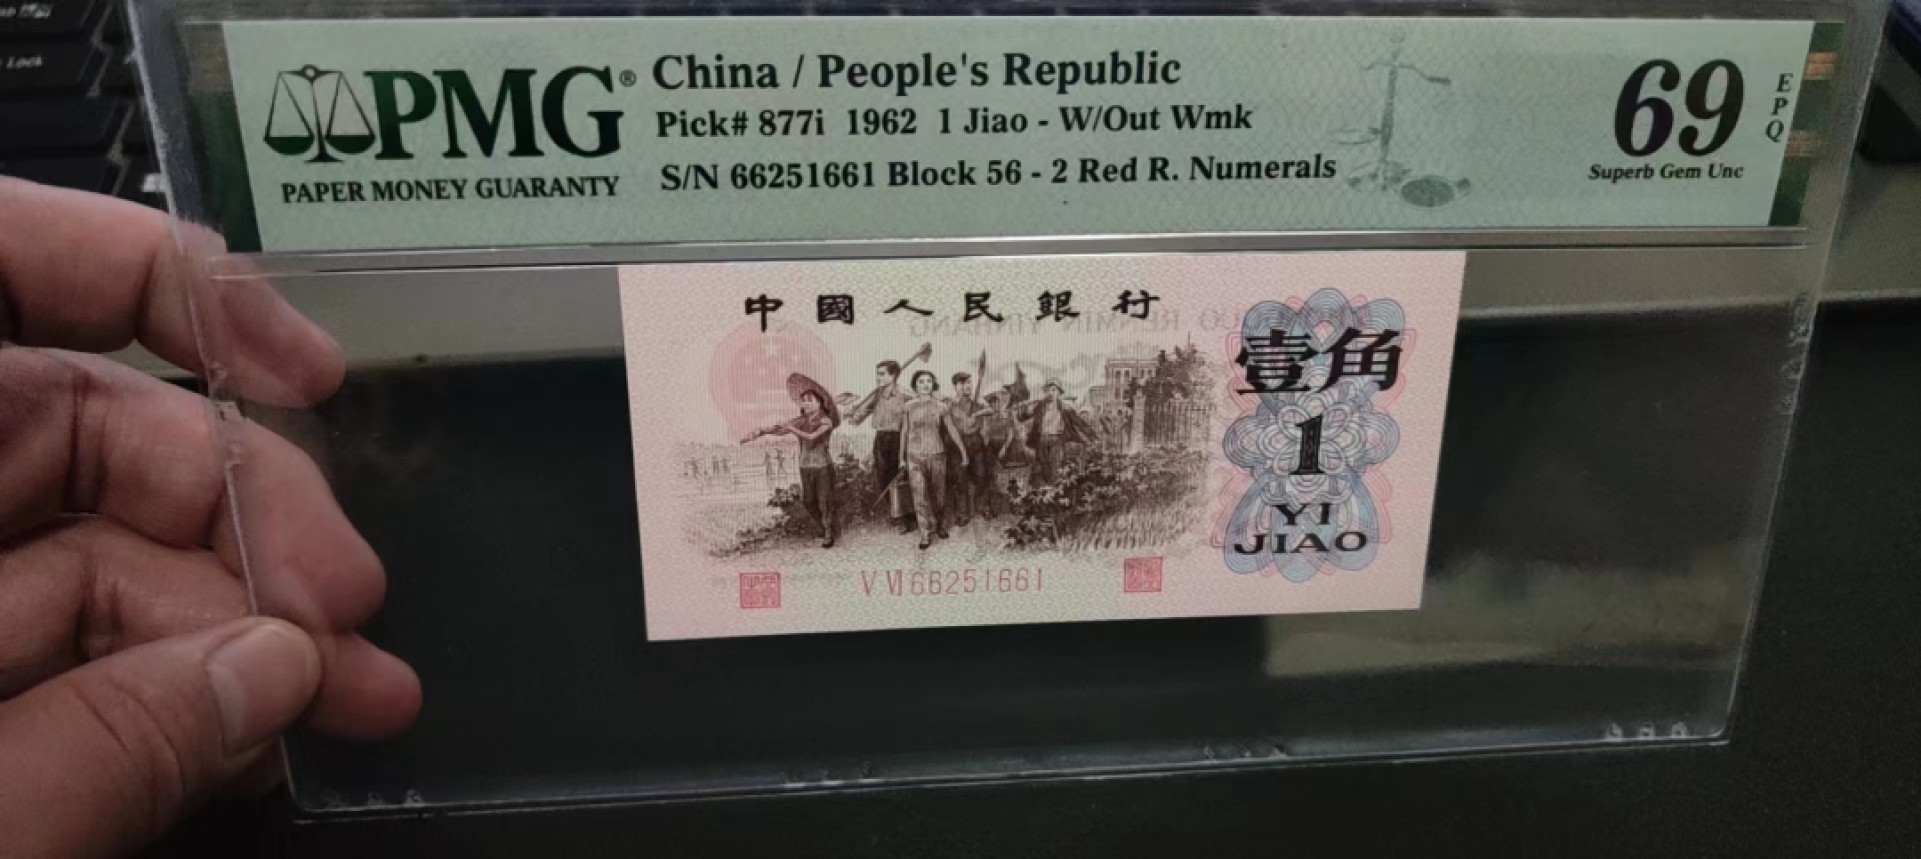 Lock
PMG®
PAPER MONEY GUARANTY
China / People's Republic
Pick# 877i 1962 1 Jiao - W/Out Wmk
S/N 66251661 Block 56 - 2 Red R. Numerals
69
EPQ
Superb Gem Unc
中國人民銀行
壹角
1
YI
JIAO
V VI 66251661